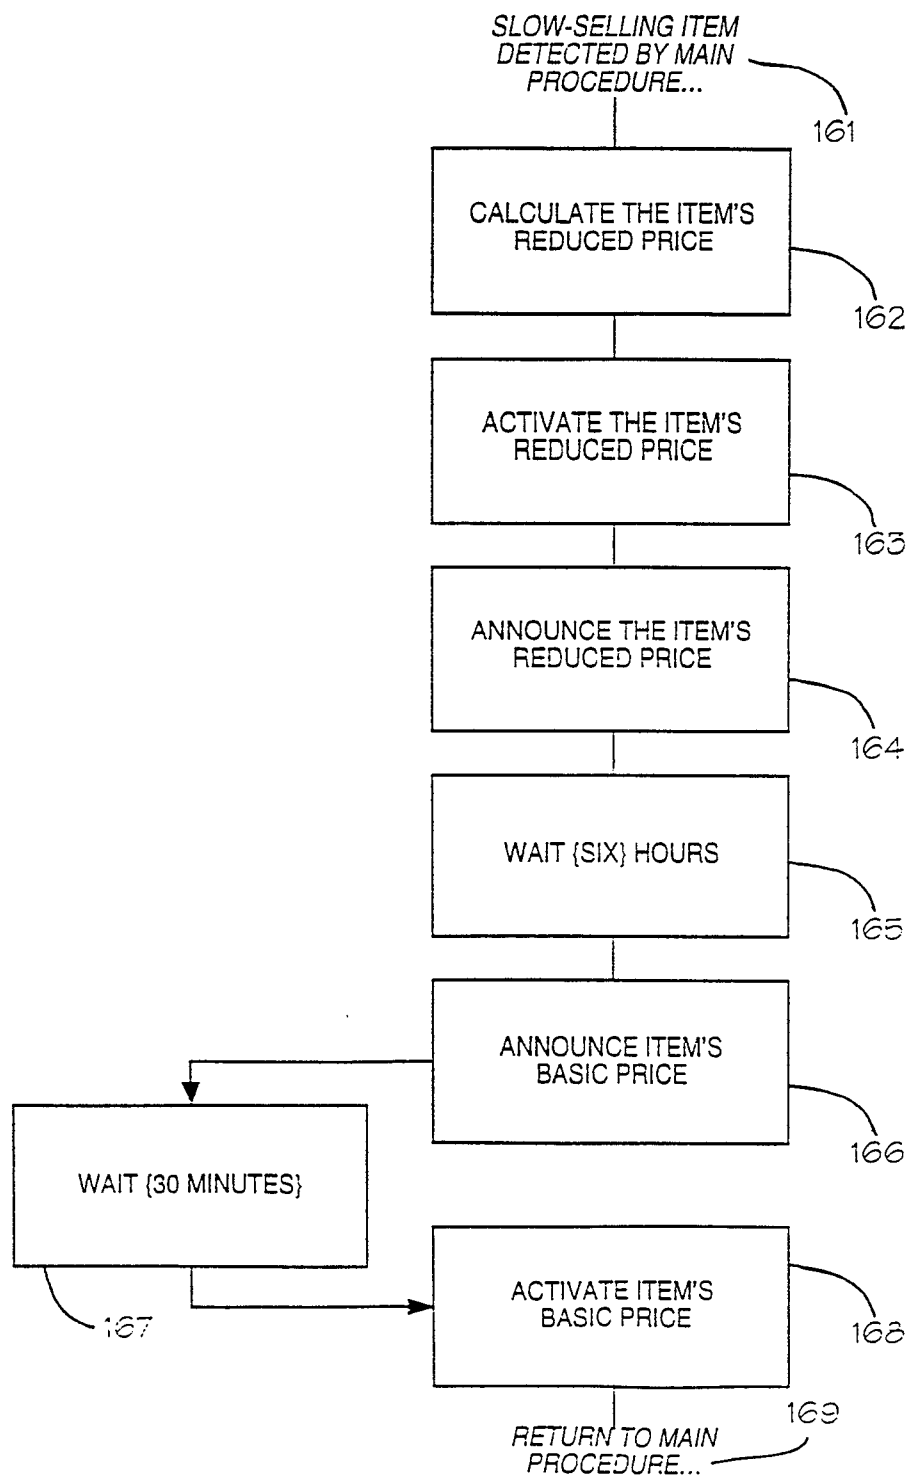 SLOW-SELLING ITEM
DETECTED BY MAIN
PROCEDURE...
161
CALCULATE THE ITEM'S
REDUCED PRICE
162
ACTIVATE THE ITEM'S
REDUCED PRICE
163
ANNOUNCE THE ITEM'S
REDUCED PRICE
164
WAIT {SIX} HOURS
165
ANNOUNCE ITEM'S
BASIC PRICE
166
WAIT {30 MINUTES}
167
ACTIVATE ITEM'S
BASIC PRICE
168
169
RETURN TO MAIN
PROCEDURE...